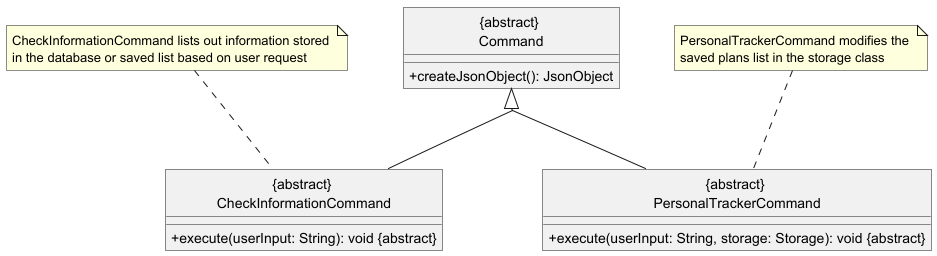 CheckInformationCommand lists out information stored
in the database or saved list based on user request
{abstract}
Command
+createJsonObject(): JsonObject
PersonalTrackerCommand modifies the
saved plans list in the storage class
{abstract}
CheckInformationCommand
+execute(userInput: String): void {abstract}
{abstract}
PersonalTrackerCommand
+execute(userInput: String, storage: Storage): void {abstract}